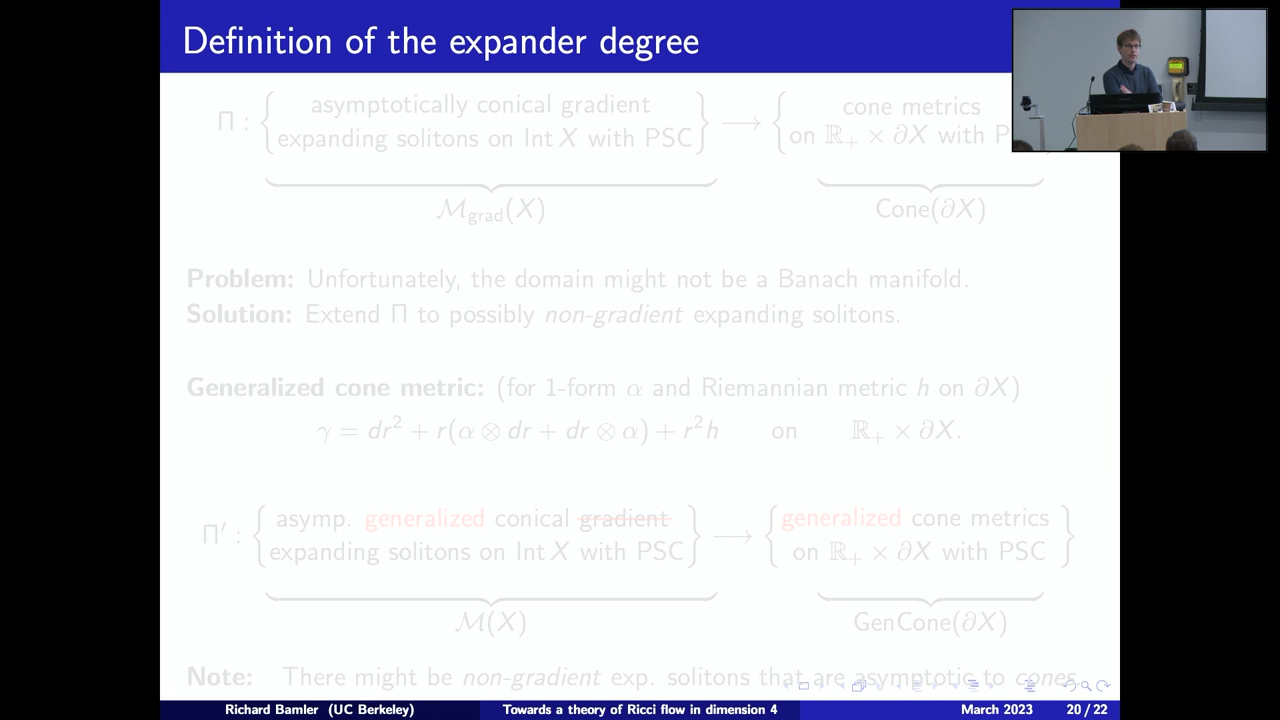 Definition of the expander degree
Π : { asymptotically conical gradient expanding solitons on Int X with PSC } ⟶ { cone metrics on ℝ₊ × ∂X with P
ℳ_grad(X) Cone(∂X)
Problem: Unfortunately, the domain might not be a Banach manifold.
Solution: Extend Π to possibly non-gradient expanding solitons.
Generalized cone metric: (for 1-form α and Riemannian metric h on ∂X)
γ = dr² + r(α ⊗ dr + dr ⊗ α) + r²h on ℝ₊ × ∂X.
Π′ : { asymp. generalized conical gradient expanding solitons on Int X with PSC } ⟶ { generalized cone metrics on ℝ₊ × ∂X with PSC }
ℳ(X) GenCone(∂X)
Note: There might be non-gradient exp. solitons that are asymptotic to cones.
Richard Bamler (UC Berkeley) Towards a theory of Ricci flow in dimension 4 March 2023 20 / 22